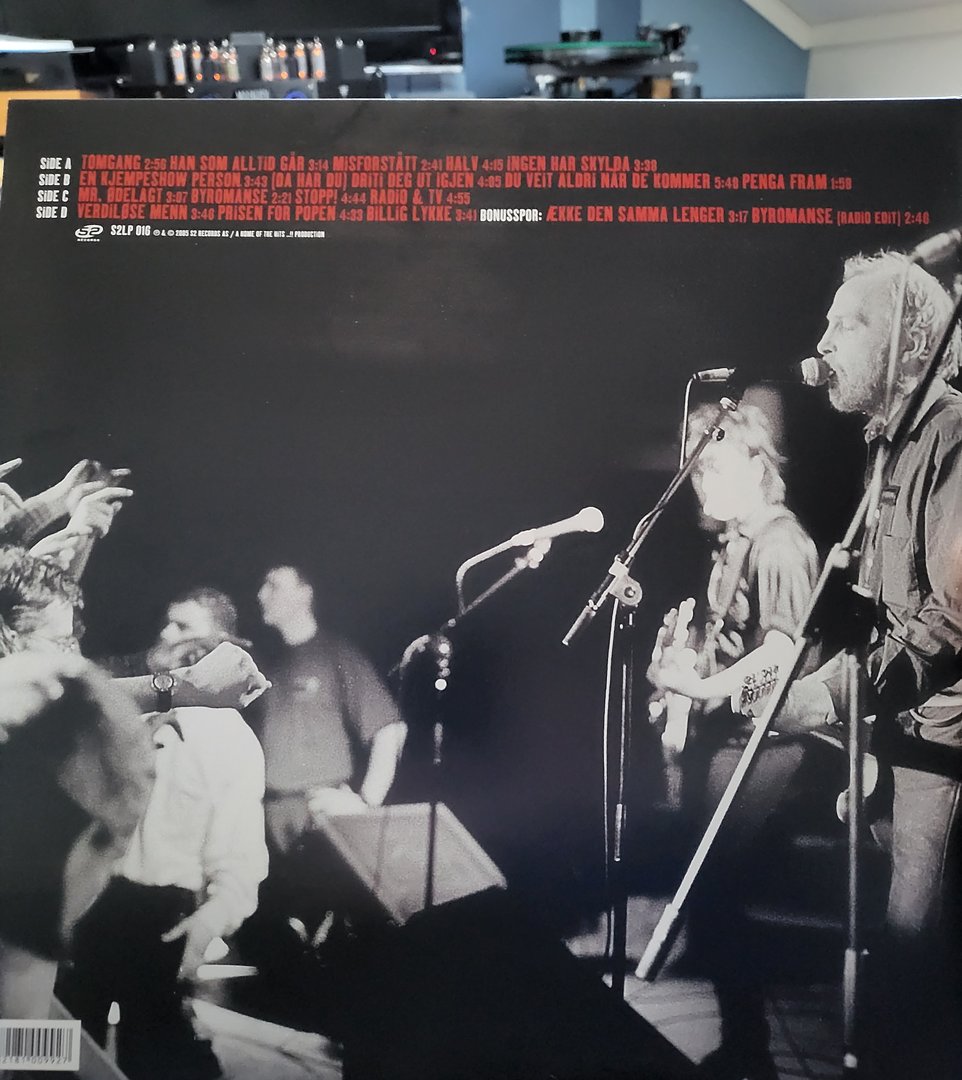 SiDE A TOMGANG 2:56 HAN SOM ALLTID GÅR 3:14 MiSFORSTÅTT 2:41 HALV 4:15 INGEN HAR SKYLDA 3:38
SiDE B EN KJEMPESHOW PERSON 3:43 (DA HAR DU) DRITI DEG UT IGJEN 4:05 DU VEIT ALDRI NÅR DE KOMMER 5:40 PENGA FRAM 1:58
SiDE C MR. ØDELAGT 3:07 BYROMANSE 2:21 STOPP! 4:44 RADIO & TV 4:55
SiDE D VERDILØSE MENN 3:40 PRISEN FOR POPEN 4:33 BILLIG LYKKE 3:41 BONUSSPOR: ÆKKE DEN SAMMA LENGER 3:17 BYROMANSE (RADIO EDIT) 2:40
S2 RECORDS S2LP 016 ℗ & © 2005 S2 RECORDS AS / A HOME OF THE HITS ...!! PRODUCTION